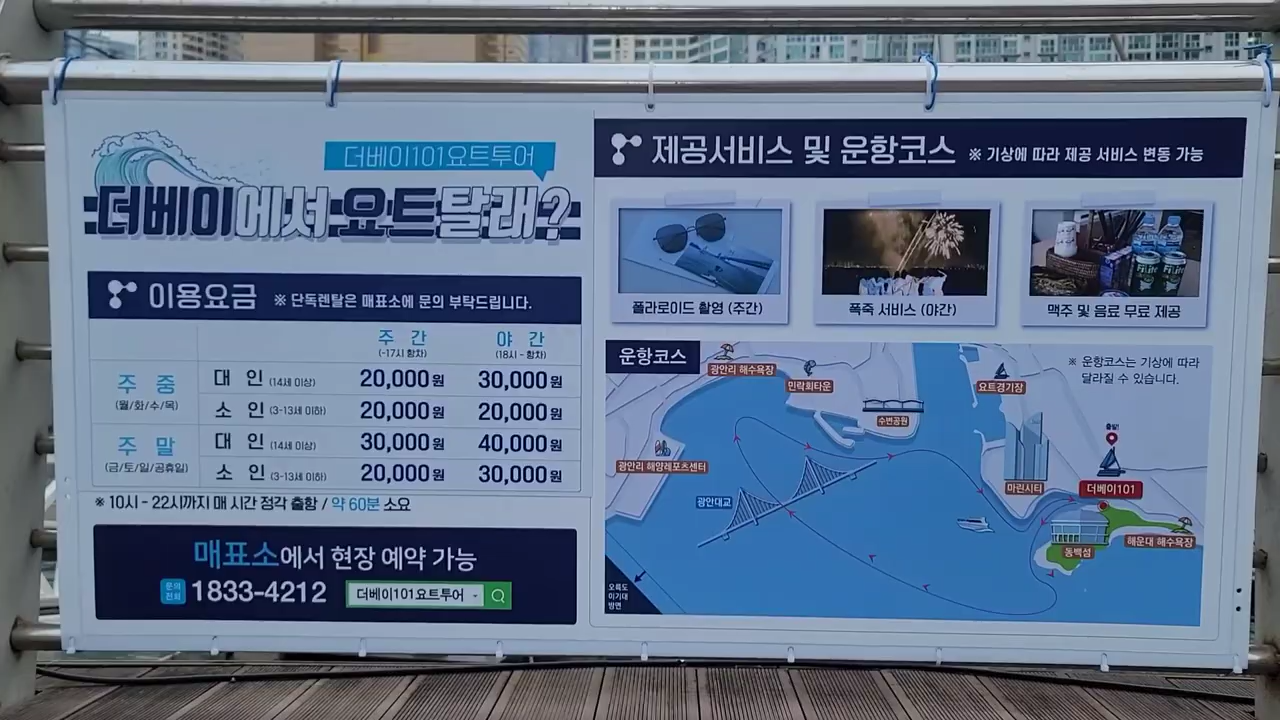 더베이101요트투어
더베이에서 요트탈래?
이용요금 ※ 단독렌탈은 매표소에 문의 부탁드립니다.
주 간 야 간
(-17시 항차) (18시 - 항차)
주 중 (월/화/수/목)
대 인 (14세 이상) 20,000원 30,000원
소 인 (3-13세 이하) 20,000원 20,000원
주 말 (금/토/일/공휴일)
대 인 (14세 이상) 30,000원 40,000원
소 인 (3-13세 이하) 20,000원 30,000원
※ 10시 - 22시까지 매 시간 정각 출항 / 약 60분 소요
매표소에서 현장 예약 가능
문의전화 1833-4212 더베이101요트투어
제공서비스 및 운항코스 ※ 기상에 따라 제공 서비스 변동 가능
폴라로이드 촬영 (주간)
폭죽 서비스 (야간)
맥주 및 음료 무료 제공
운항코스
※ 운항코스는 기상에 따라
달라질 수 있습니다.
광안리 해수욕장
민락회타운
요트경기장
수변공원
출발!
광안리 해양레포츠센터
마린시티
더베이101
광안대교
동백섬
해운대 해수욕장
오륙도
이기대
방면